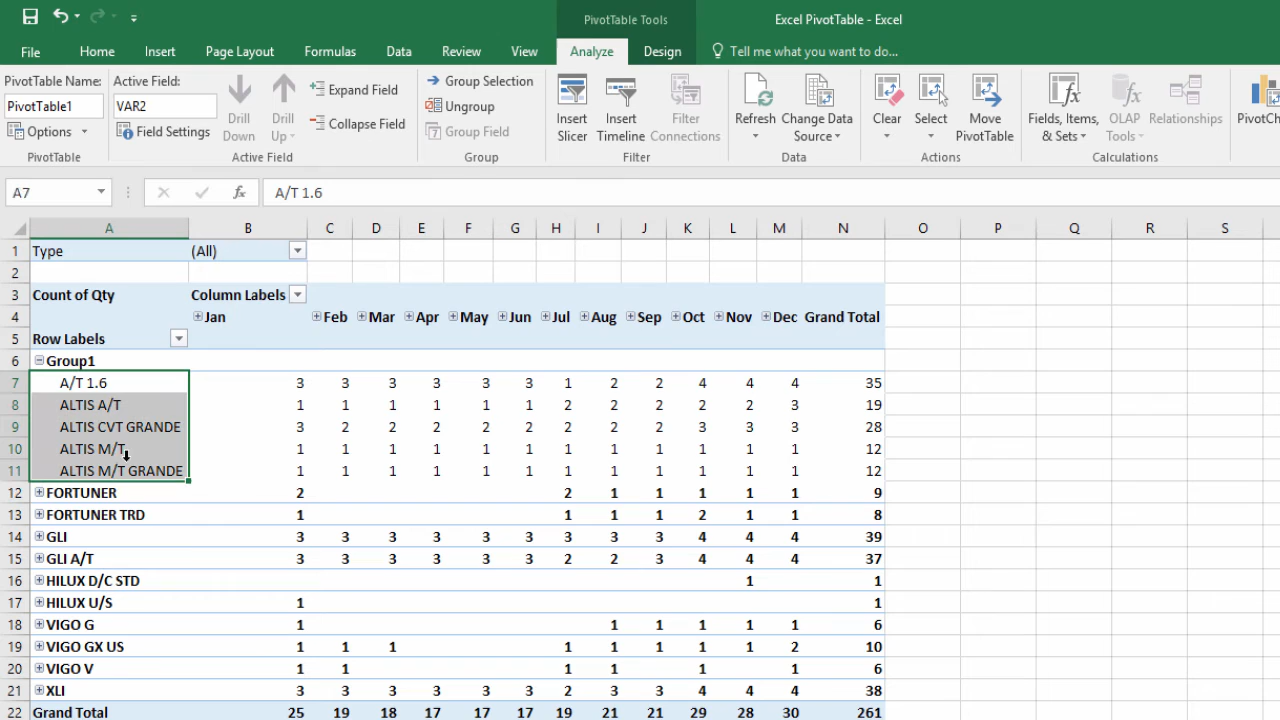 PivotTable Tools
Excel PivotTable - Excel
File Home Insert Page Layout Formulas Data Review View Analyze Design Tell me what you want to do...
PivotTable Name: Active Field:
PivotTable1 VAR2
Options Field Settings
Drill Down
Drill Up
Expand Field
Collapse Field
PivotTable Active Field
Group Selection
Ungroup
Group Field
Group
Insert Slicer
Insert Timeline
Filter Connections
Filter
Refresh
Change Data Source
Data
Clear
Select
Move PivotTable
Actions
Fields, Items, & Sets
OLAP Tools
Relationships
Calculations
PivotCh
A7 fx A/T 1.6
A B C D E F G H I J K L M N O P Q R S
1 Type (All)
2
3 Count of Qty Column Labels
4 Jan Feb Mar Apr May Jun Jul Aug Sep Oct Nov Dec Grand Total
5 Row Labels
6 Group1
7 A/T 1.6 3 3 3 3 3 3 1 2 2 4 4 4 35
8 ALTIS A/T 1 1 1 1 1 1 2 2 2 2 2 3 19
9 ALTIS CVT GRANDE 3 2 2 2 2 2 2 2 2 3 3 3 28
10 ALTIS M/T 1 1 1 1 1 1 1 1 1 1 1 1 12
11 ALTIS M/T GRANDE 1 1 1 1 1 1 1 1 1 1 1 1 12
12 FORTUNER 2 2 1 1 1 1 1 9
13 FORTUNER TRD 1 1 1 1 2 1 1 8
14 GLI 3 3 3 3 3 3 3 3 3 4 4 4 39
15 GLI A/T 3 3 3 3 3 3 2 2 3 4 4 4 37
16 HILUX D/C STD 1 1
17 HILUX U/S 1 1
18 VIGO G 1 1 1 1 1 1 6
19 VIGO GX US 1 1 1 1 1 1 1 1 2 10
20 VIGO V 1 1 1 1 1 1 6
21 XLI 3 3 3 3 3 3 2 3 3 4 4 4 38
22 Grand Total 25 19 18 17 17 17 19 21 21 29 28 30 261